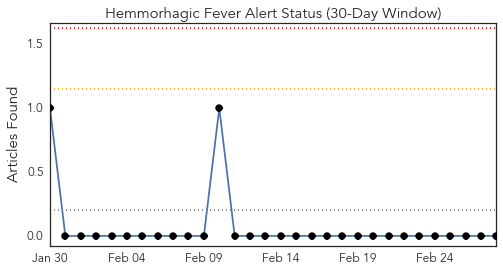 Hemmorhagic Fever Alert Status (30-Day Window)
Articles Found
1.5
1.0
0.5
0.0
Jan 30 Feb 04 Feb 09 Feb 14 Feb 19 Feb 24